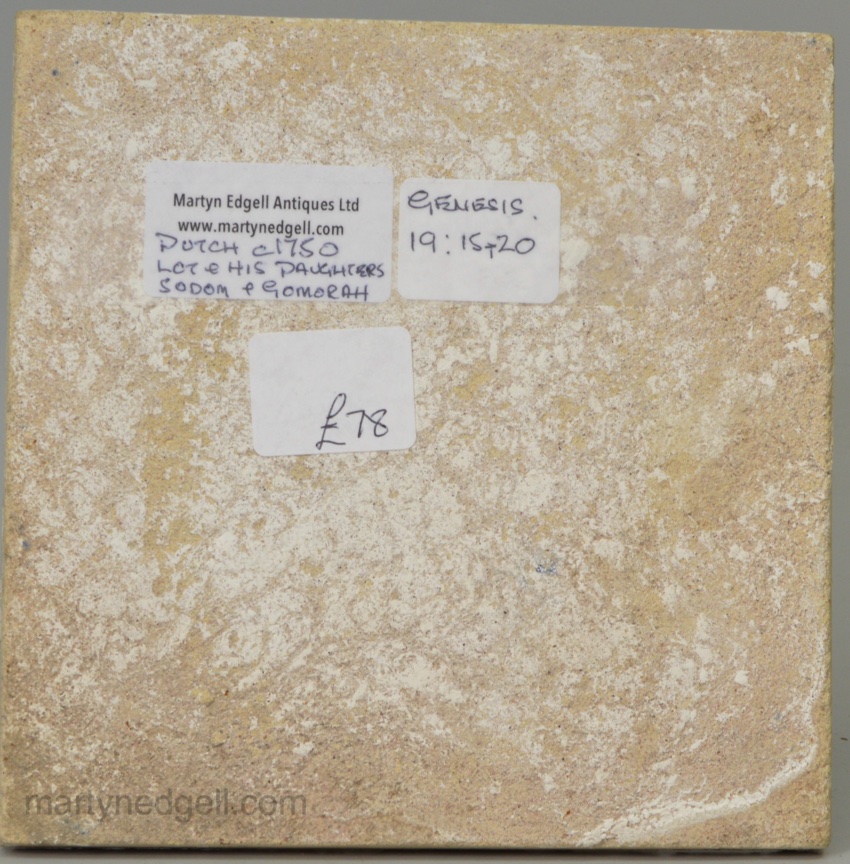 Martyn Edgell Antiques Ltd
www.martynedgell.com
DUTCH c1750
LOT & HIS DAUGHTERS
SODOM & GOMORAH
GENESIS.
19:15+20
£78
martynedgell.com